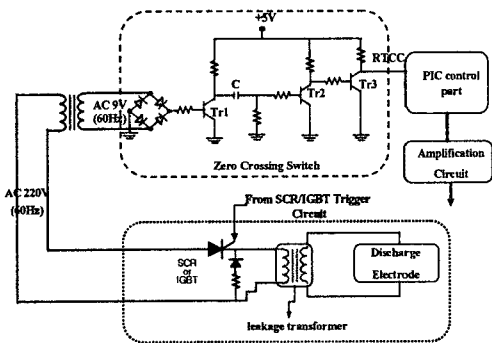 +5V
RTCC
PIC control
part
C
AC 9V
(60Hz)
Tr1
Tr2
Tr3
Zero Crossing Switch
Amplification
Circuit
AC 220V
(60Hz)
From SCR/IGBT Trigger
Circuit
SCR
or
IGBT
Discharge
Electrode
leakage transformer